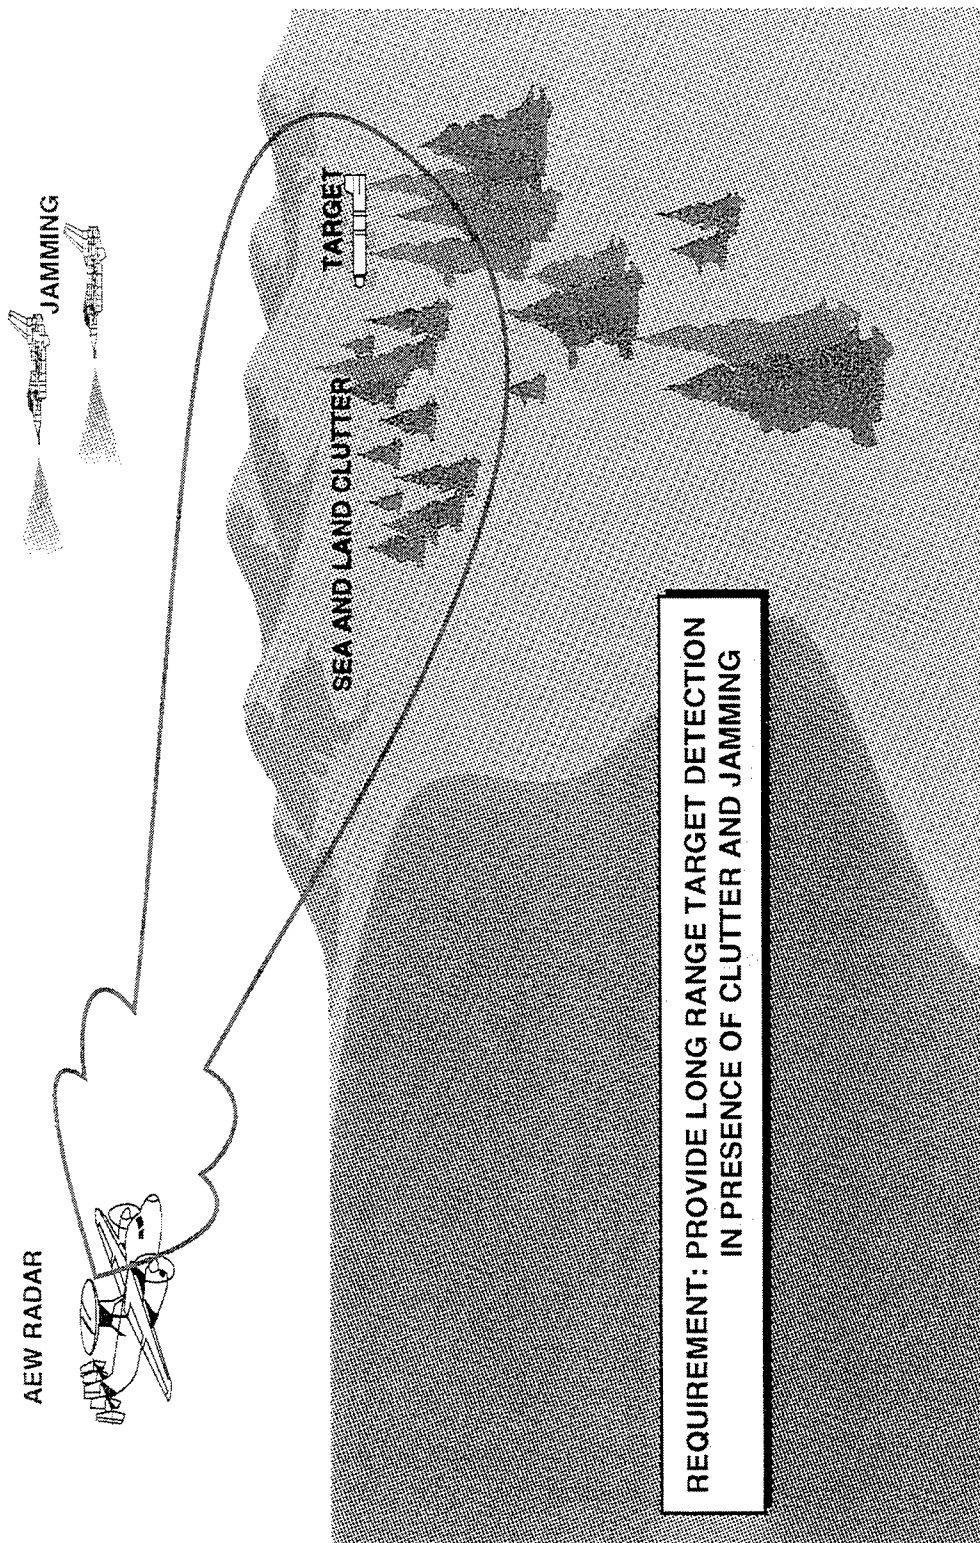 AEW RADAR
JAMMING
TARGET
SEA AND LAND CLUTTER
REQUIREMENT: PROVIDE LONG RANGE TARGET DETECTION
IN PRESENCE OF CLUTTER AND JAMMING